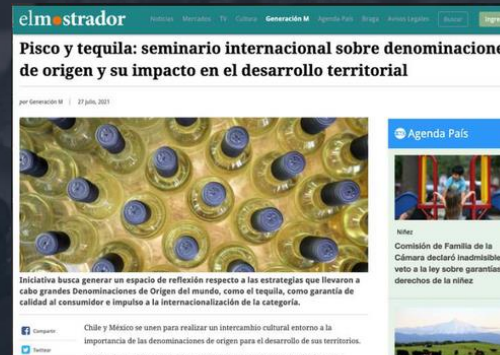 elmostrador
Noticias Mercados TV Cultura Generación M Agenda País Braga Avisos Legales Buscar
Pisco y tequila: seminario internacional sobre denominacione
de origen y su impacto en el desarrollo territorial
por Generación M | 27 julio, 2021
Agenda País
Niñez
Comisión de Familia de la
Cámara declaró inadmisible
veto a la ley sobre garantías
derechos de la niñez
Iniciativa busca generar un espacio de reflexión respecto a las estrategias que llevaron a
cabo grandes Denominaciones de Origen del mundo, como el tequila, como garantía de
calidad al consumidor e impulso a la internacionalización de la categoría.
Compartir
Twittear
Chile y México se unen para realizar un intercambio cultural entorno a la
importancia de las denominaciones de origen para el desarrollo de sus territorios.